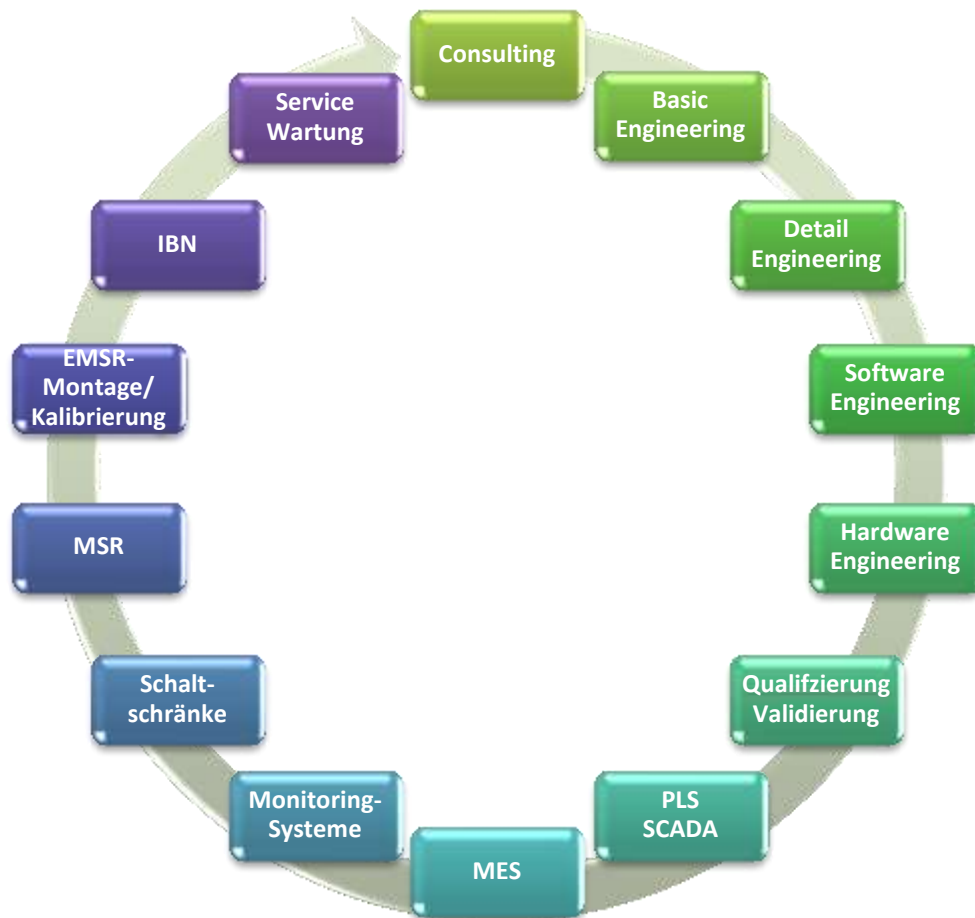 Consulting
Basic
Engineering
Detail
Engineering
Software
Engineering
Hardware
Engineering
Qualifzierung
Validierung
PLS
SCADA
MES
Monitoring-
Systeme
Schalt-
schränke
MSR
EMSR-
Montage/
Kalibrierung
IBN
Service
Wartung